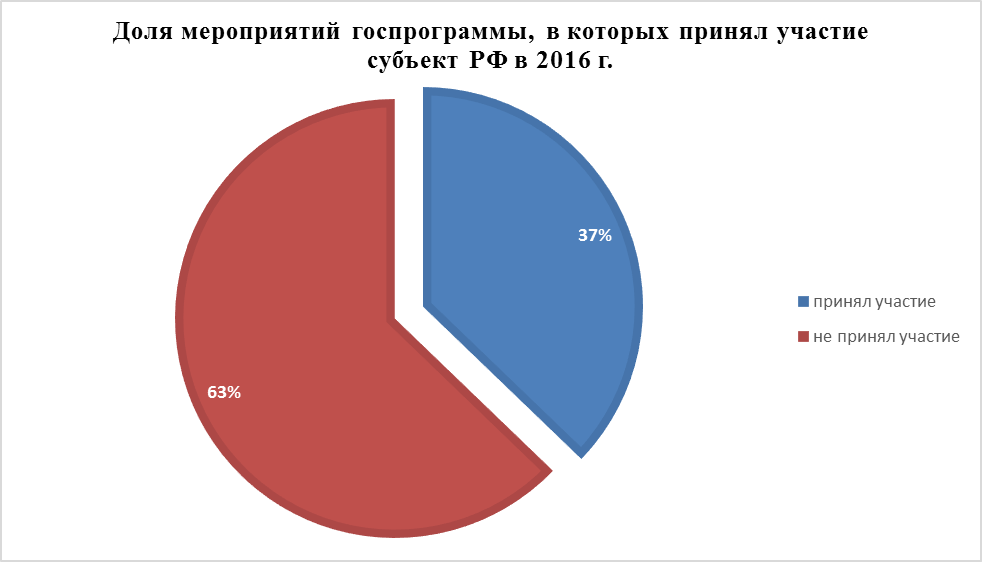 Доля мероприятий госпрограммы, в которых принял участие
субъект РФ в 2016 г.
37%
63%
принял участие
не принял участие